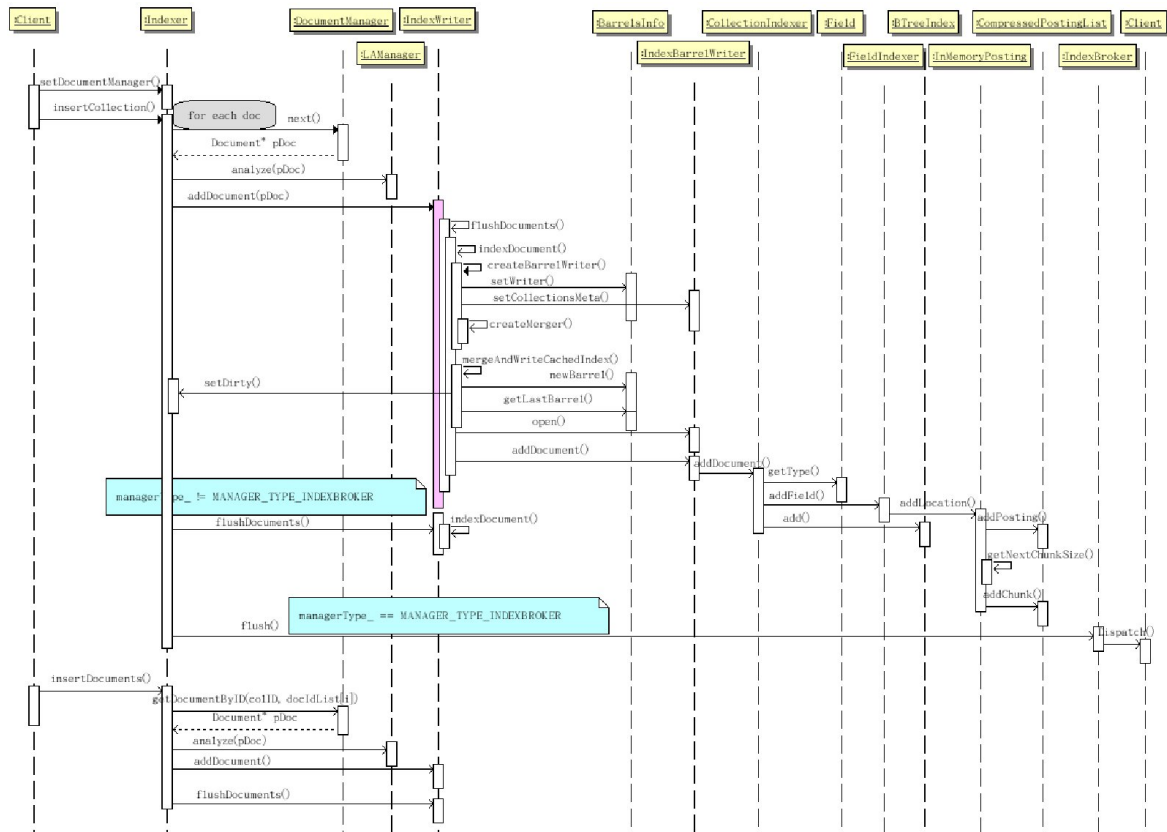 :Client
:Indexer
:DocumentManager
:IndexWriter
:BarrelsInfo
:CollectionIndexer
:Field
:BTreeIndex
:CompressedPostingList
:Client
:LAManager
:IndexBarrelWriter
:FieldIndexer
:InMemoryPosting
:IndexBroker
setDocumentManager()
insertCollection()
for each doc
next()
Document* pDoc
analyze(pDoc)
addDocument(pDoc)
flushDocuments()
indexDocument()
createBarrelWriter()
setWriter()
setCollectionsMeta()
createMerger()
mergeAndWriteCachedIndex()
newBarrel()
setDirty()
getLastBarrel()
open()
addDocument()
addDocument()
getType()
addField()
addLocation()
add()
addPosting()
getNextChunkSize()
addChunk()
managerType_ != MANAGER_TYPE_INDEXBROKER
flushDocuments()
indexDocument()
managerType_ == MANAGER_TYPE_INDEXBROKER
flush()
Dispatch()
insertDocuments()
getDocumentByID(colID, docIdList[i])
Document* pDoc
analyze(pDoc)
addDocument()
flushDocuments()